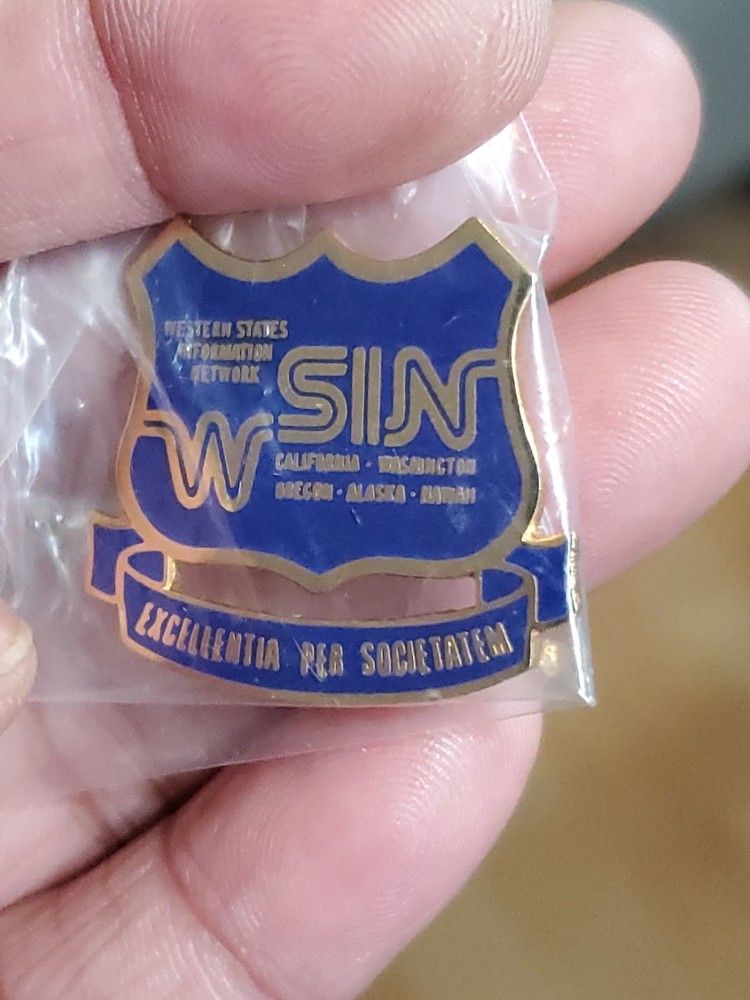 WESTERN STATES
INFORMATION
NETWORK
WSIN
CALIFORNIA · WASHINGTON
OREGON · ALASKA · HAWAII
EXCELLENTIA PER SOCIETATEM